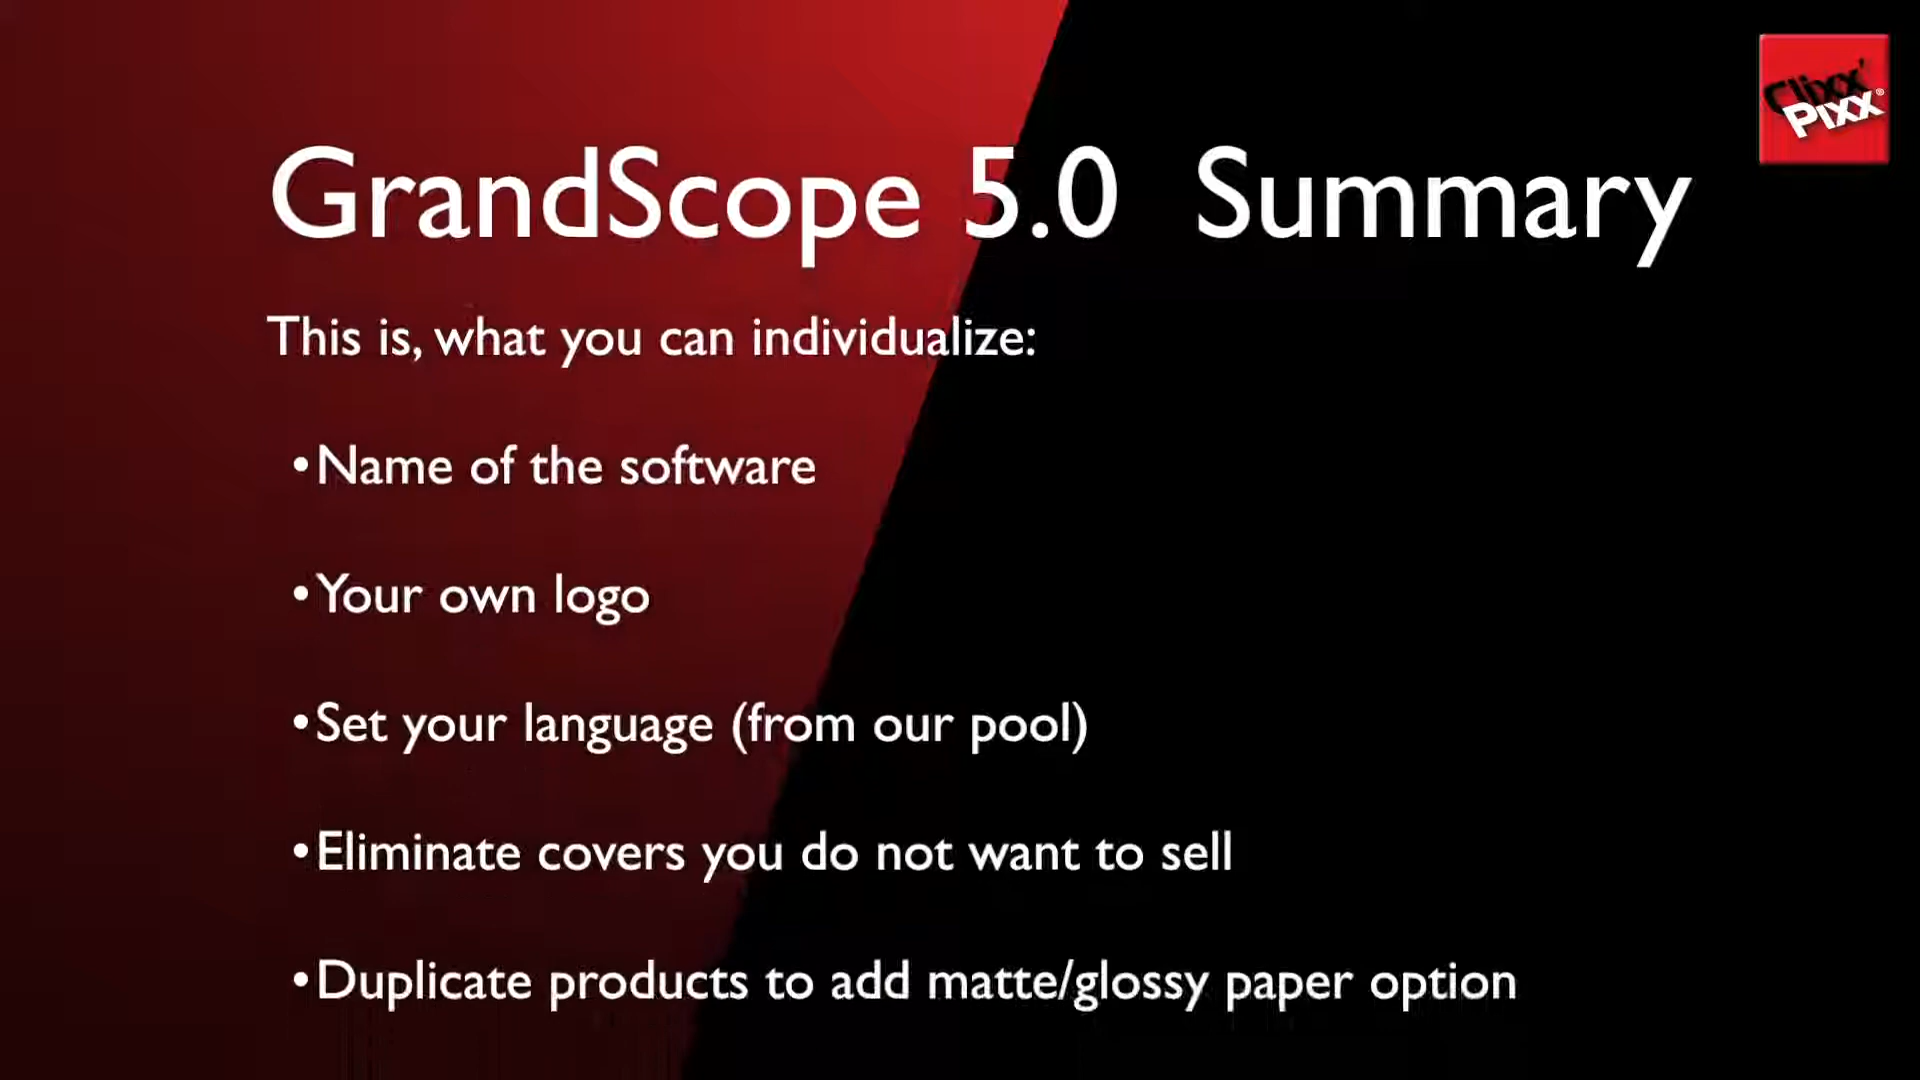 Clixx'
Pixx®
GrandScope 5.0 Summary
This is, what you can individualize:
•Name of the software
•Your own logo
•Set your language (from our pool)
•Eliminate covers you do not want to sell
•Duplicate products to add matte/glossy paper option